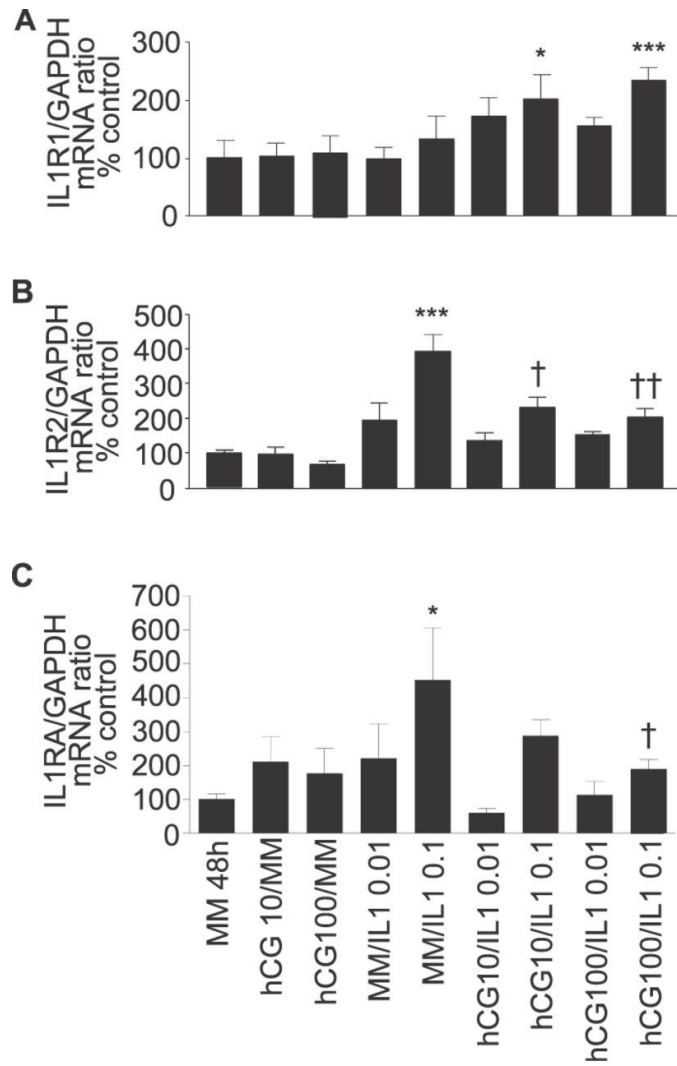 A
IL1R1/GAPDH
mRNA ratio
% control
300
200
100
0
*
***
B
IL1R2/GAPDH
mRNA ratio
% control
500
400
300
200
100
0
***
†
††
C
IL1RA/GAPDH
mRNA ratio
% control
700
600
500
400
300
200
100
0
*
†
MM 48h
hCG 10/MM
hCG100/MM
MM/IL1 0.01
MM/IL1 0.1
hCG10/IL1 0.01
hCG10/IL1 0.1
hCG100/IL1 0.01
hCG100/IL1 0.1